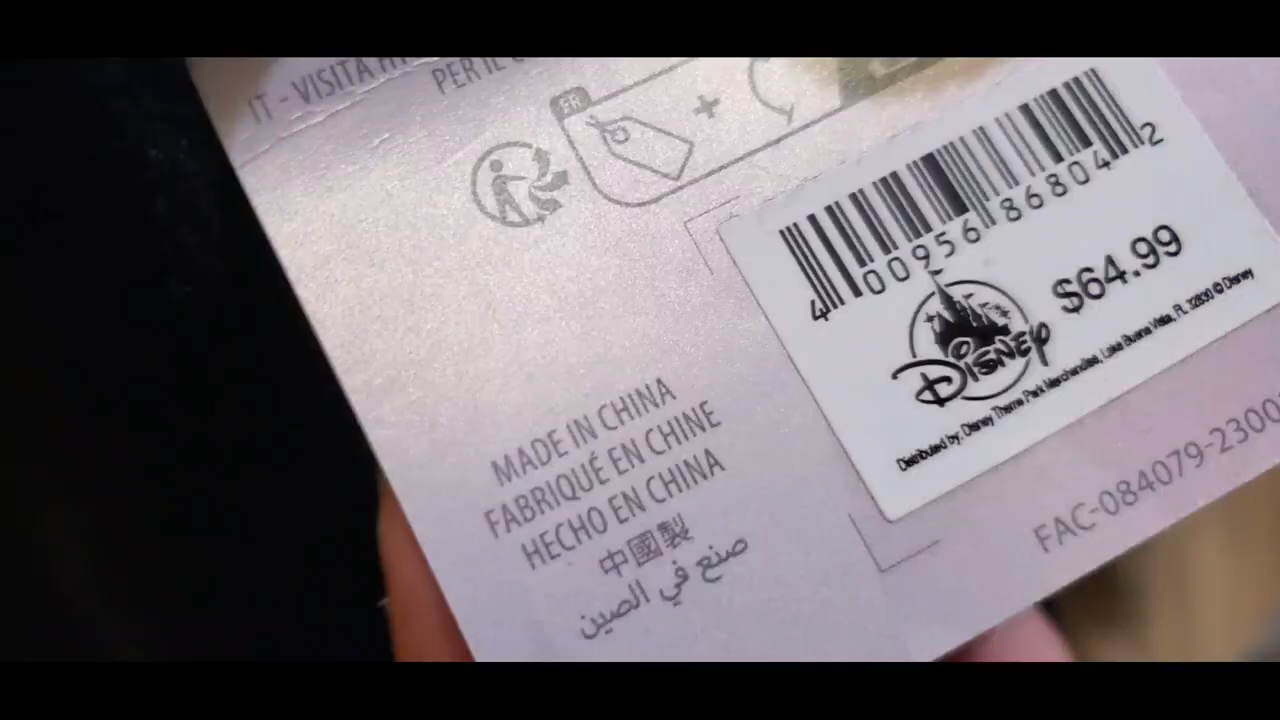 IT - VISITA
PER IL
FR
+
4 00956 86804 2
$64.99
Disney
Distributed by: Disney Theme Park Merchandise, Lake Buena Vista, FL 32830 © Disney
MADE IN CHINA
FABRIQUÉ EN CHINE
HECHO EN CHINA
中國製
صنع في الصين
FAC-084079-2300